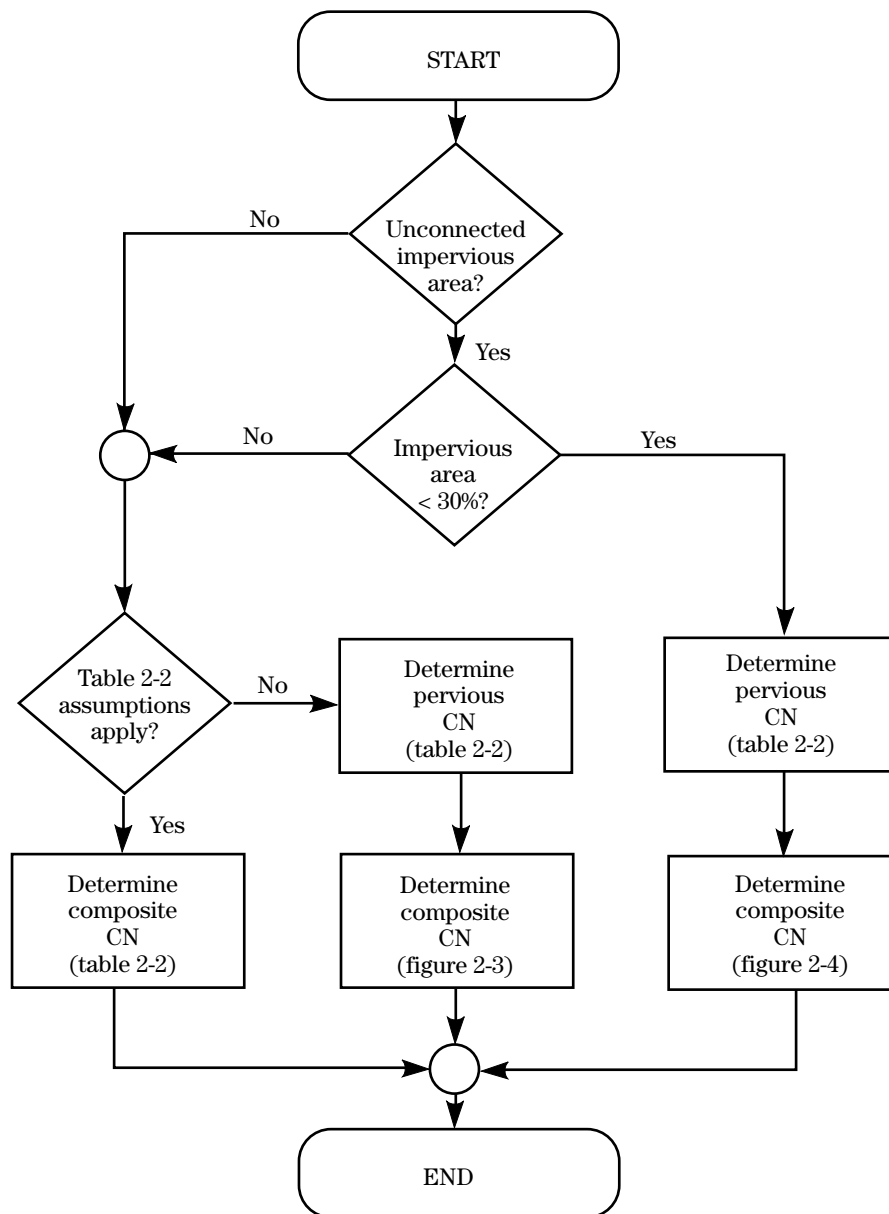 START
No
Unconnected
impervious
area?
Yes
No
Impervious
area
< 30%?
Yes
Table 2-2
assumptions
apply?
No
Determine
pervious
CN
(table 2-2)
Determine
pervious
CN
(table 2-2)
Yes
Determine
composite
CN
(table 2-2)
Determine
composite
CN
(figure 2-3)
Determine
composite
CN
(figure 2-4)
END